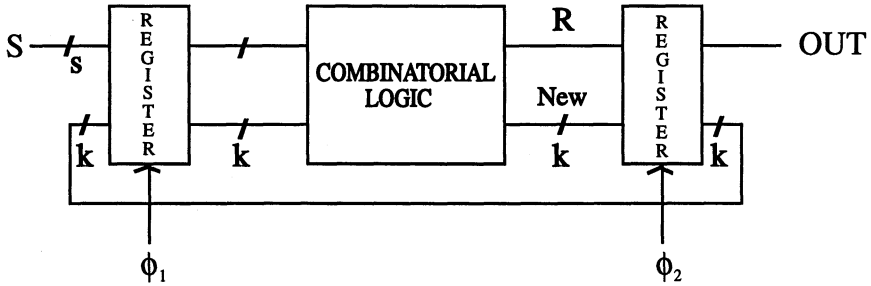 S
s
k
REGISTER
k
COMBINATORIAL
LOGIC
R
New
k
REGISTER
k
OUT
ϕ₁
ϕ₂